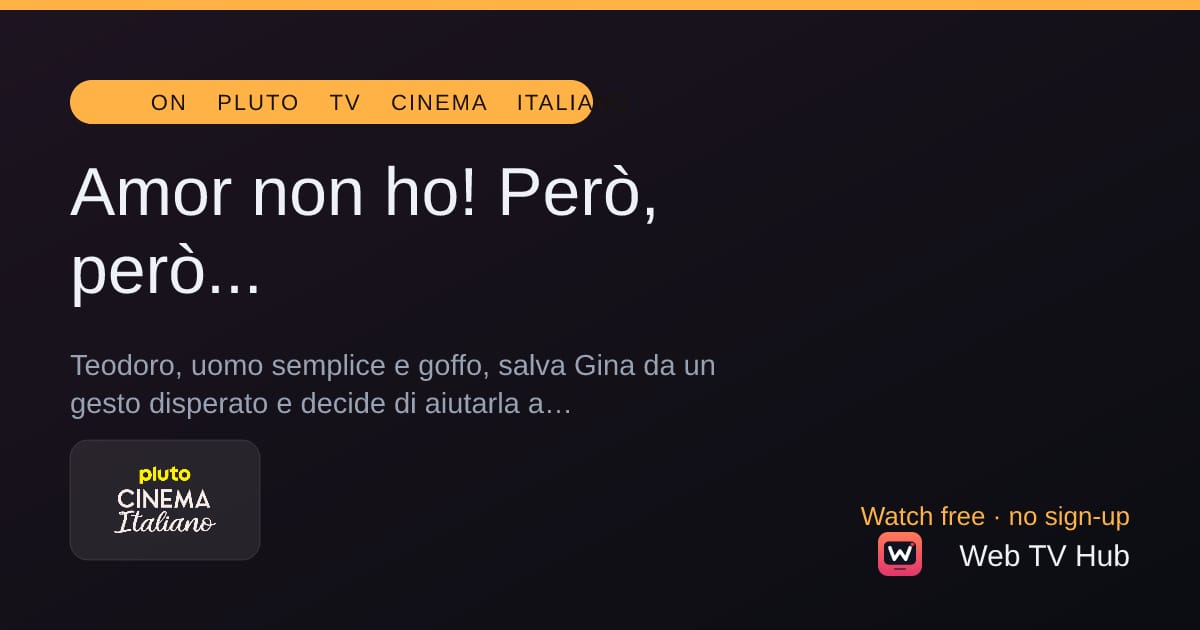 ON PLUTO TV CINEMA ITALIA
Amor non ho! Però,
però...
Teodoro, uomo semplice e goffo, salva Gina da un
gesto disperato e decide di aiutarla a…
pluto
CINEMA
Italiano
Watch free · no sign-up
W
Web TV Hub